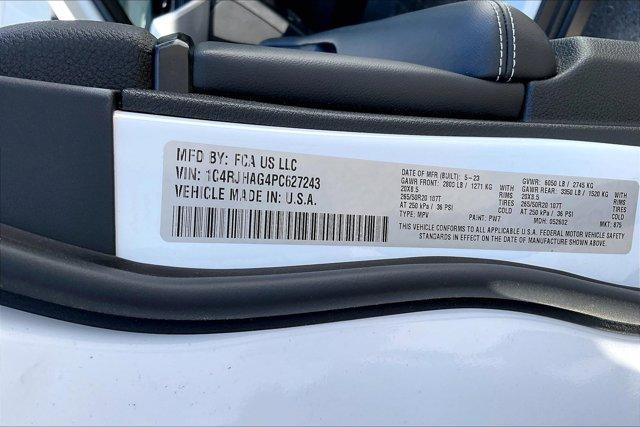 MFD BY: FCA US LLC
VIN: 1C4RJHAG4PC627243
VEHICLE MADE IN: U.S.A.
DATE OF MFR (BUILT): 5-23 GVWR: 6050 LB / 2745 KG
GAWR FRONT: 2800 LB / 1271 KG WITH GAWR REAR: 3350 LB / 1520 KG WITH
20X8.5 RIMS 20X8.5 RIMS
265/50R20 107T TIRES 265/50R20 107T TIRES
AT 250 kPa / 36 PSI COLD AT 250 kPa / 36 PSI COLD
TYPE: MPV PAINT: PW7 MDH: 052602 MKT: 875
THIS VEHICLE CONFORMS TO ALL APPLICABLE U.S.A. FEDERAL MOTOR VEHICLE SAFETY
STANDARDS IN EFFECT ON THE DATE OF MANUFACTURE SHOWN ABOVE.